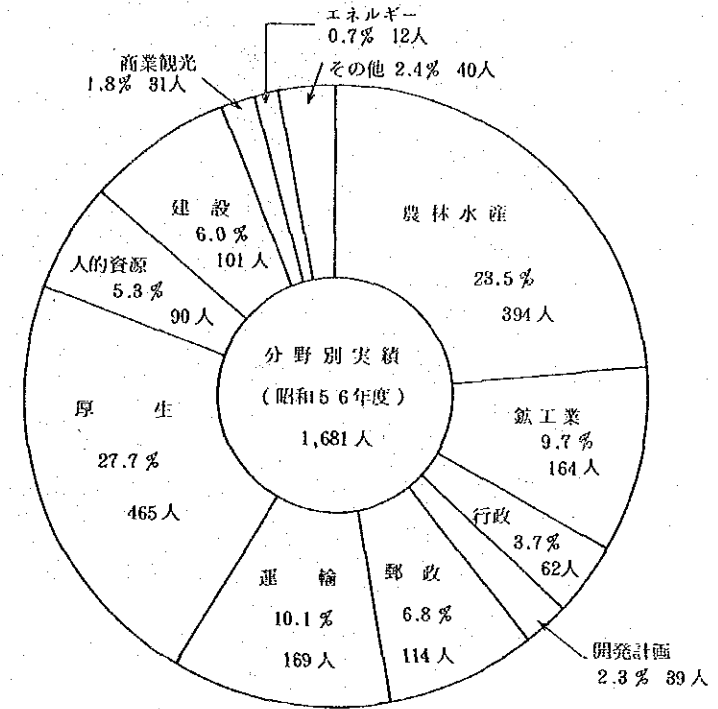 エネルギー
0.7% 12人
商業観光
1.8% 31人
その他 2.4% 40人
農林水産
23.5%
394人
鉱工業
9.7%
164人
行政
3.7%
62人
開発計画
2.3% 39人
郵政
6.8%
114人
運輸
10.1%
169人
厚生
27.7%
465人
人的資源
5.3%
90人
建設
6.0%
101人
分野別実績
(昭和56年度)
1,681人